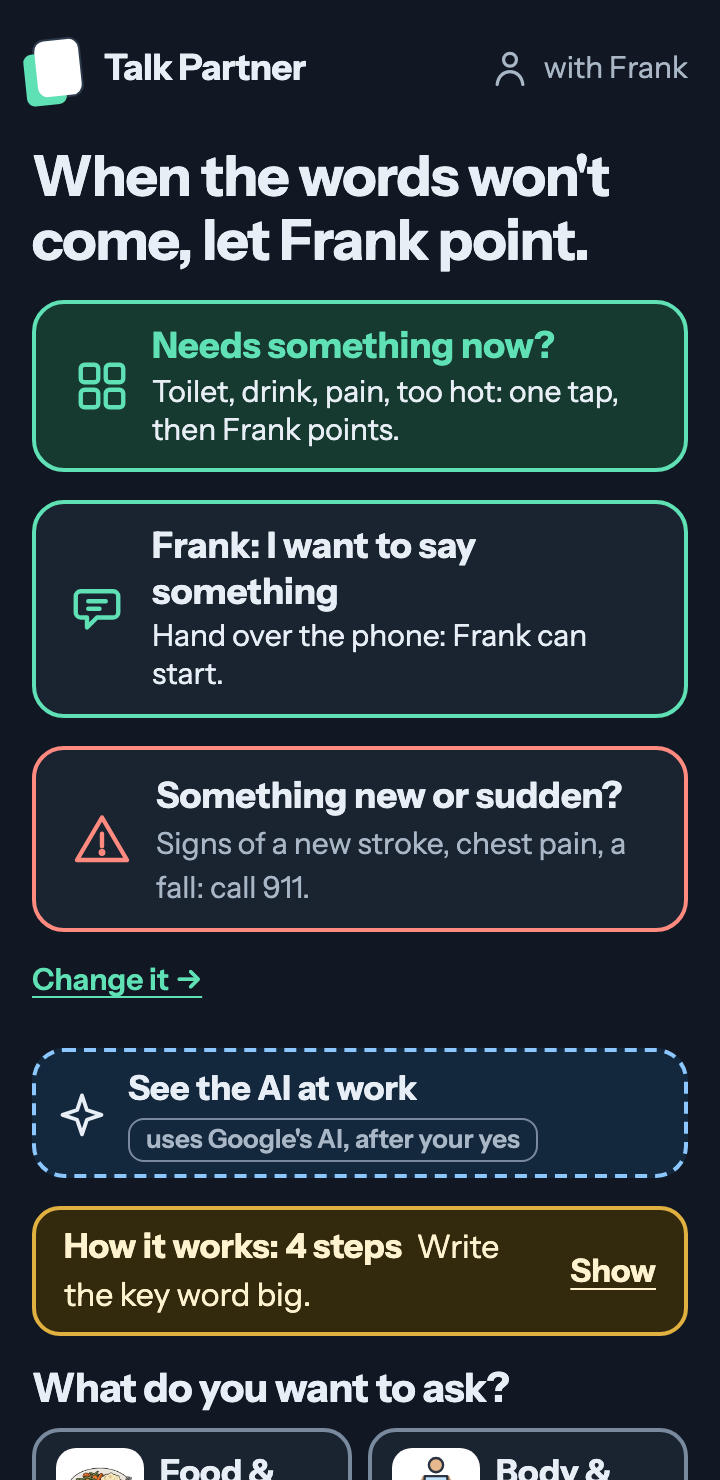 Talk Partner
with Frank
When the words won't
come, let Frank point.
Needs something now?
Toilet, drink, pain, too hot: one tap,
then Frank points.
Frank: I want to say
something
Hand over the phone: Frank can
start.
Something new or sudden?
Signs of a new stroke, chest pain, a
fall: call 911.
Change it →
See the AI at work
uses Google's AI, after your yes
How it works: 4 steps Write
the key word big.
Show
What do you want to ask?
Food &
Body &